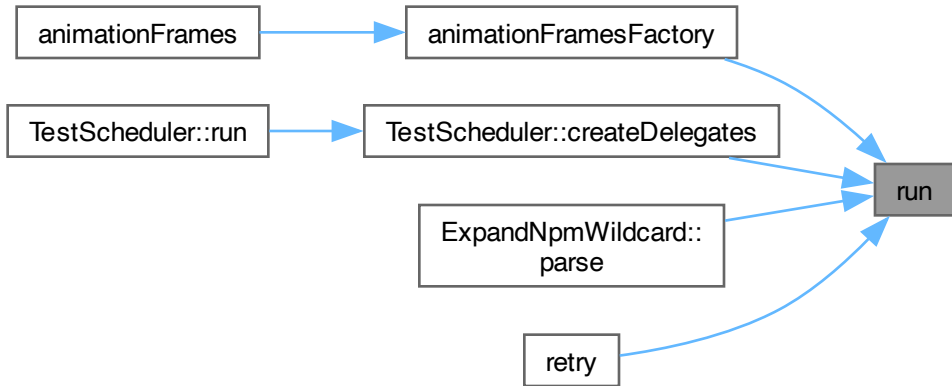 animationFrames
animationFramesFactory
TestScheduler::run
TestScheduler::createDelegates
run
ExpandNpmWildcard::
parse
retry